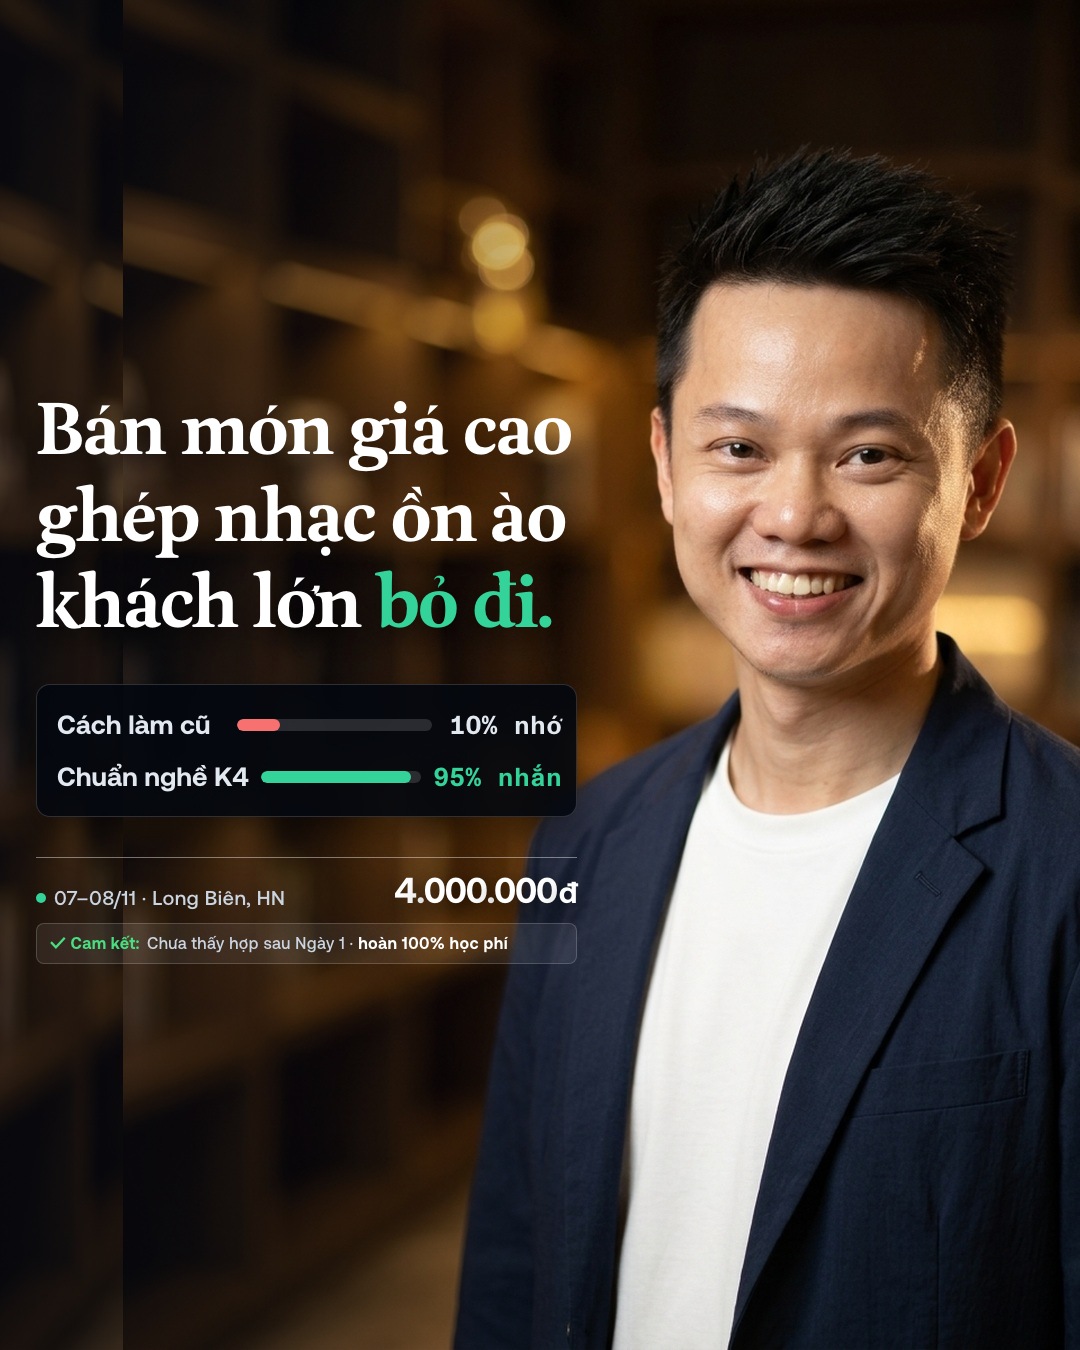 Bán món giá cao
ghép nhạc ồn ào
khách lớn bỏ đi.
Cách làm cũ 10% nhớ
Chuẩn nghề K4 95% nhắn
07–08/11 · Long Biên, HN 4.000.000đ
✓ Cam kết: Chưa thấy hợp sau Ngày 1 · hoàn 100% học phí